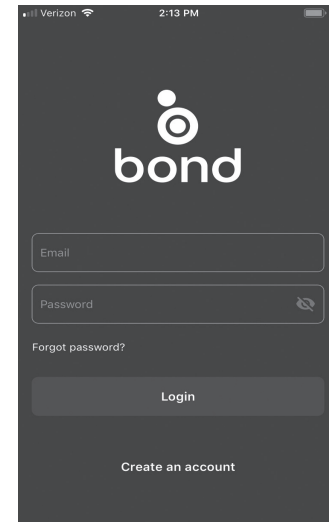 Verizon 2:13 PM
bond
Email
Password
Forgot password?
Login
Create an account